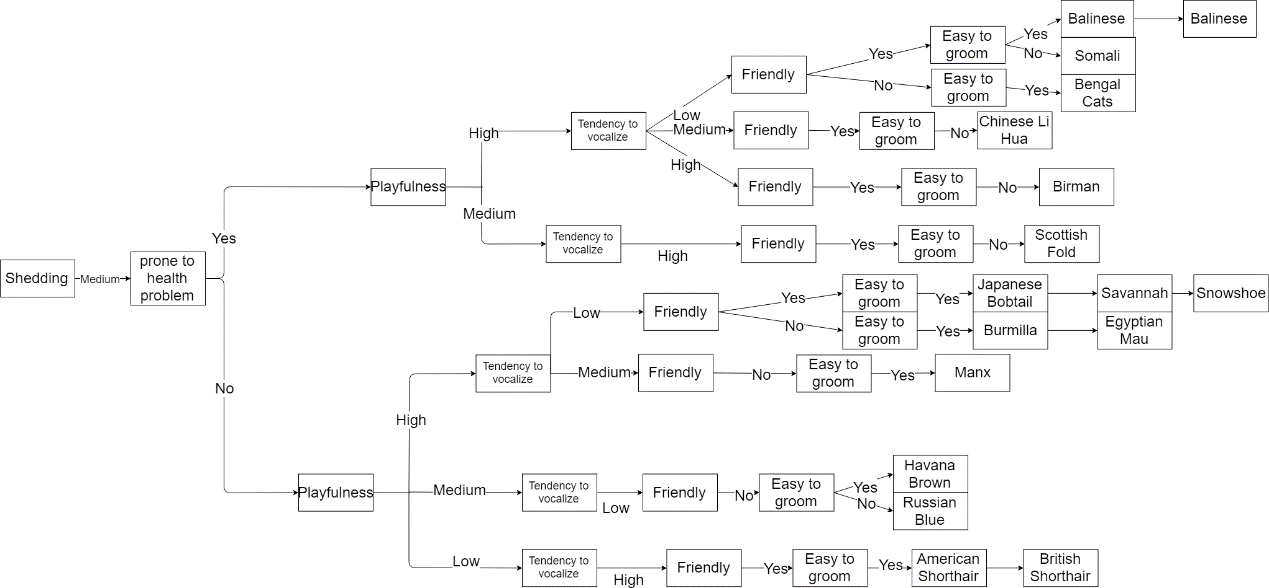 Balinese
Balinese
Easy to
groom
Yes
Yes
No
Somali
Friendly
Easy to
groom
No
Yes
Bengal
Cats
Low
Tendency to
vocalize
High
Medium
Friendly
Yes
Easy to
groom
No
Chinese Li
Hua
High
Friendly
Yes
Easy to
groom
No
Birman
Playfulness
Medium
Tendency to
vocalize
High
Friendly
Yes
Easy to
groom
No
Scottish
Fold
Yes
Shedding
Medium
prone to
health
problem
No
Low
Friendly
Yes
Easy to
groom
Yes
Japanese
Bobtail
Savannah
Snowshoe
No
Easy to
groom
Yes
Burmilla
Egyptian
Mau
Tendency to
vocalize
Medium
Friendly
No
Easy to
groom
Yes
Manx
High
Playfulness
Medium
Tendency to
vocalize
Low
Friendly
No
Easy to
groom
Yes
Havana
Brown
No
Russian
Blue
Low
Tendency to
vocalize
High
Friendly
Yes
Easy to
groom
Yes
American
Shorthair
British
Shorthair